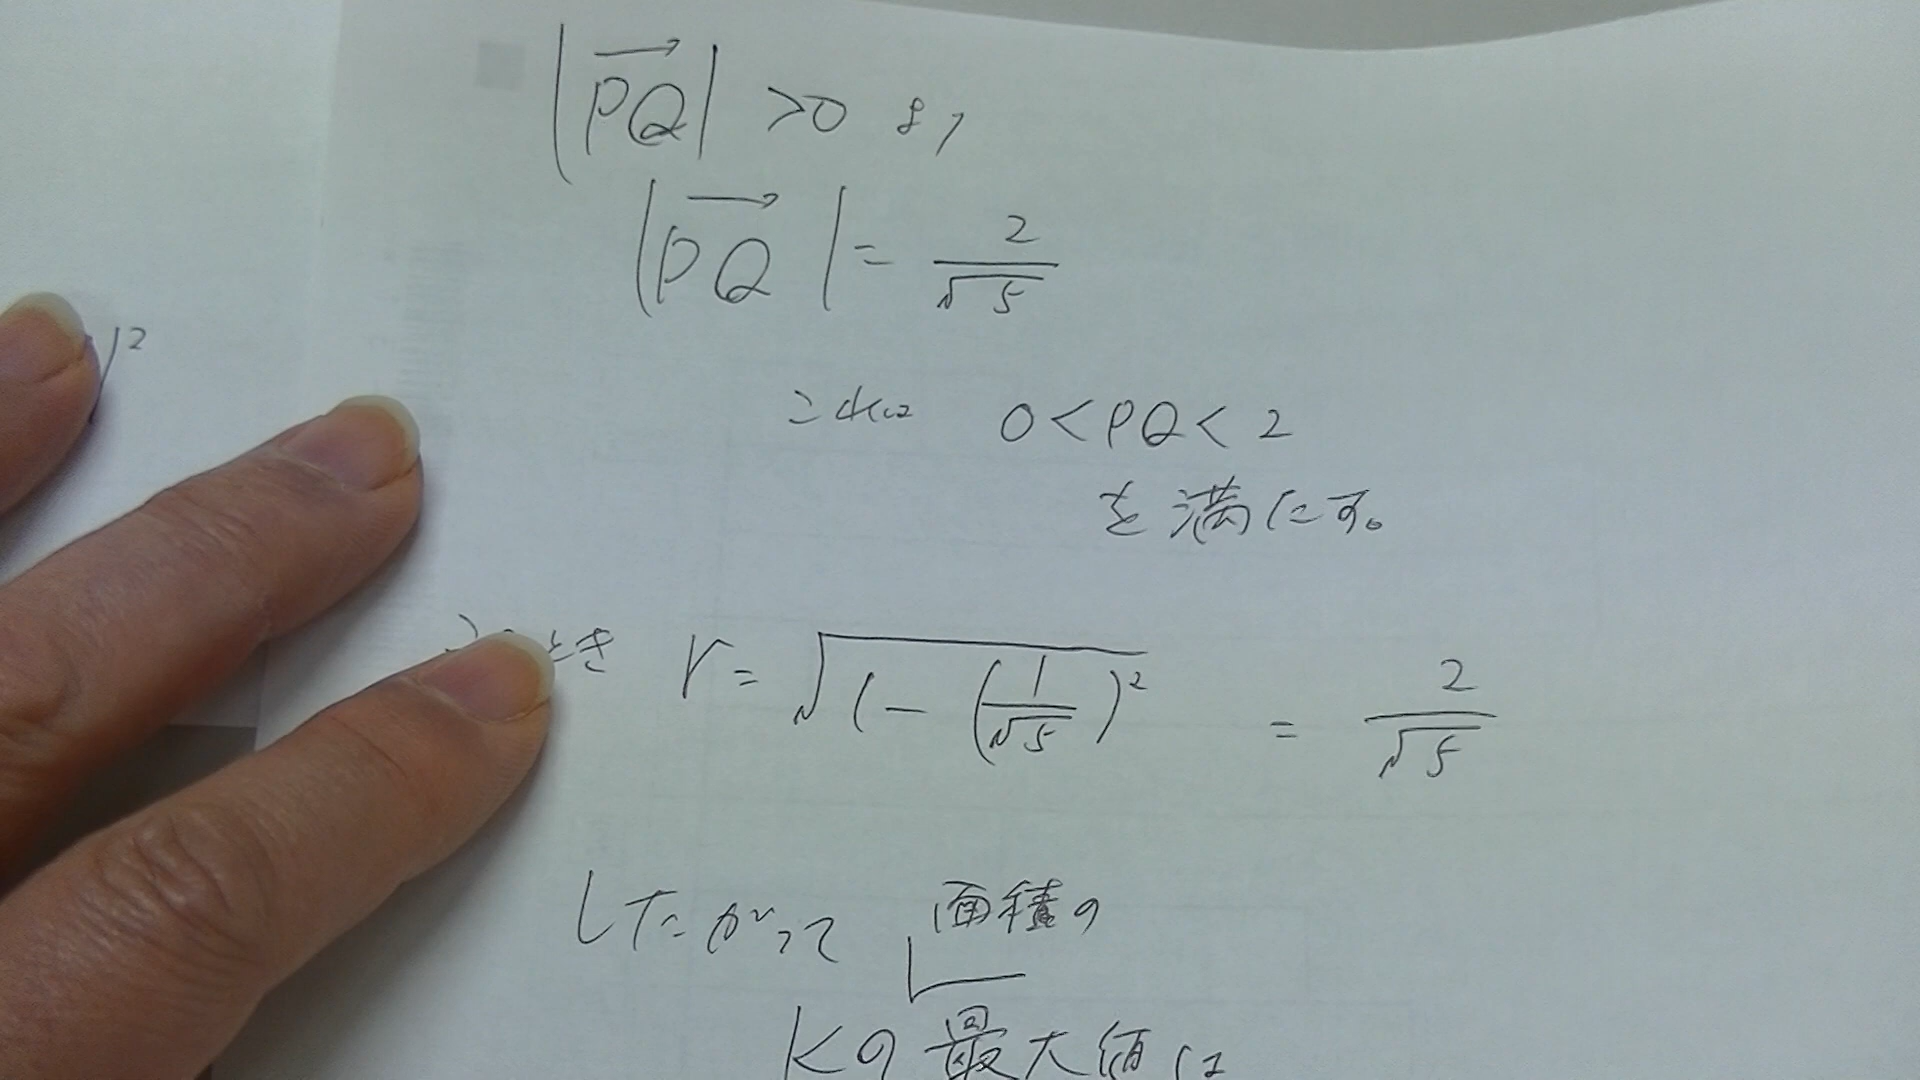 )²
|PQ→| > 0 より
|PQ→| = 2/√5
これは 0 < PQ < 2
を満たす。
とき r = √(1 - (1/√5)²) = 2/√5
したがって 面積の
Kの最大値は